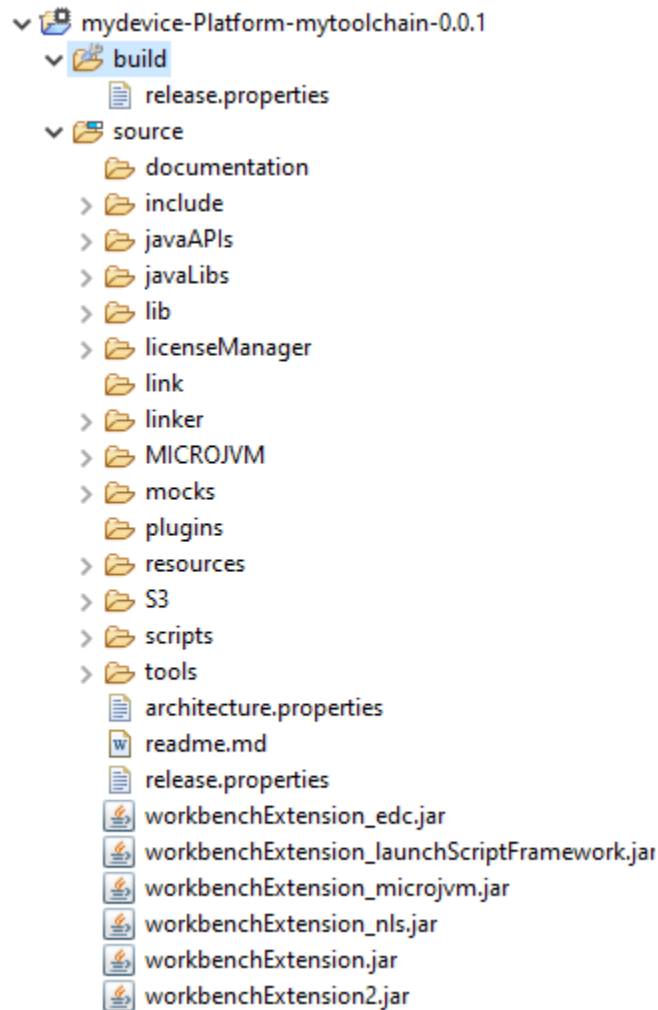 mydevice-Platform-mytoolchain-0.0.1
build
release.properties
source
documentation
include
javaAPIs
javaLibs
lib
licenseManager
link
linker
MICROJVM
mocks
plugins
resources
S3
scripts
tools
architecture.properties
readme.md
release.properties
workbenchExtension_edc.jar
workbenchExtension_launchScriptFramework.jar
workbenchExtension_microjvm.jar
workbenchExtension_nls.jar
workbenchExtension.jar
workbenchExtension2.jar